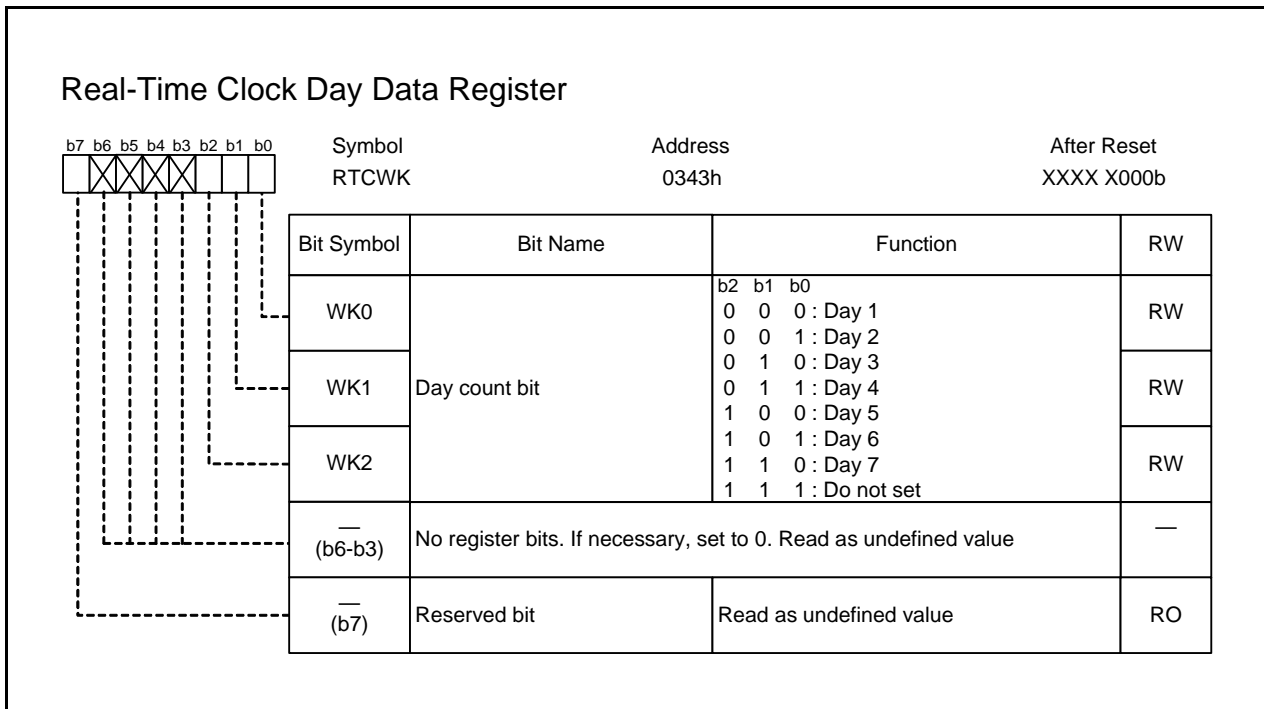 Real-Time Clock Day Data Register
b7 b6 b5 b4 b3 b2 b1 b0
Symbol Address After Reset
RTCWK 0343h XXXX X000b
Bit Symbol Bit Name Function RW
WK0 RW
WK1 Day count bit RW
WK2 RW
b2 b1 b0
0 0 0 : Day 1
0 0 1 : Day 2
0 1 0 : Day 3
0 1 1 : Day 4
1 0 0 : Day 5
1 0 1 : Day 6
1 1 0 : Day 7
1 1 1 : Do not set
—
(b6-b3) No register bits. If necessary, set to 0. Read as undefined value —
—
(b7) Reserved bit Read as undefined value RO